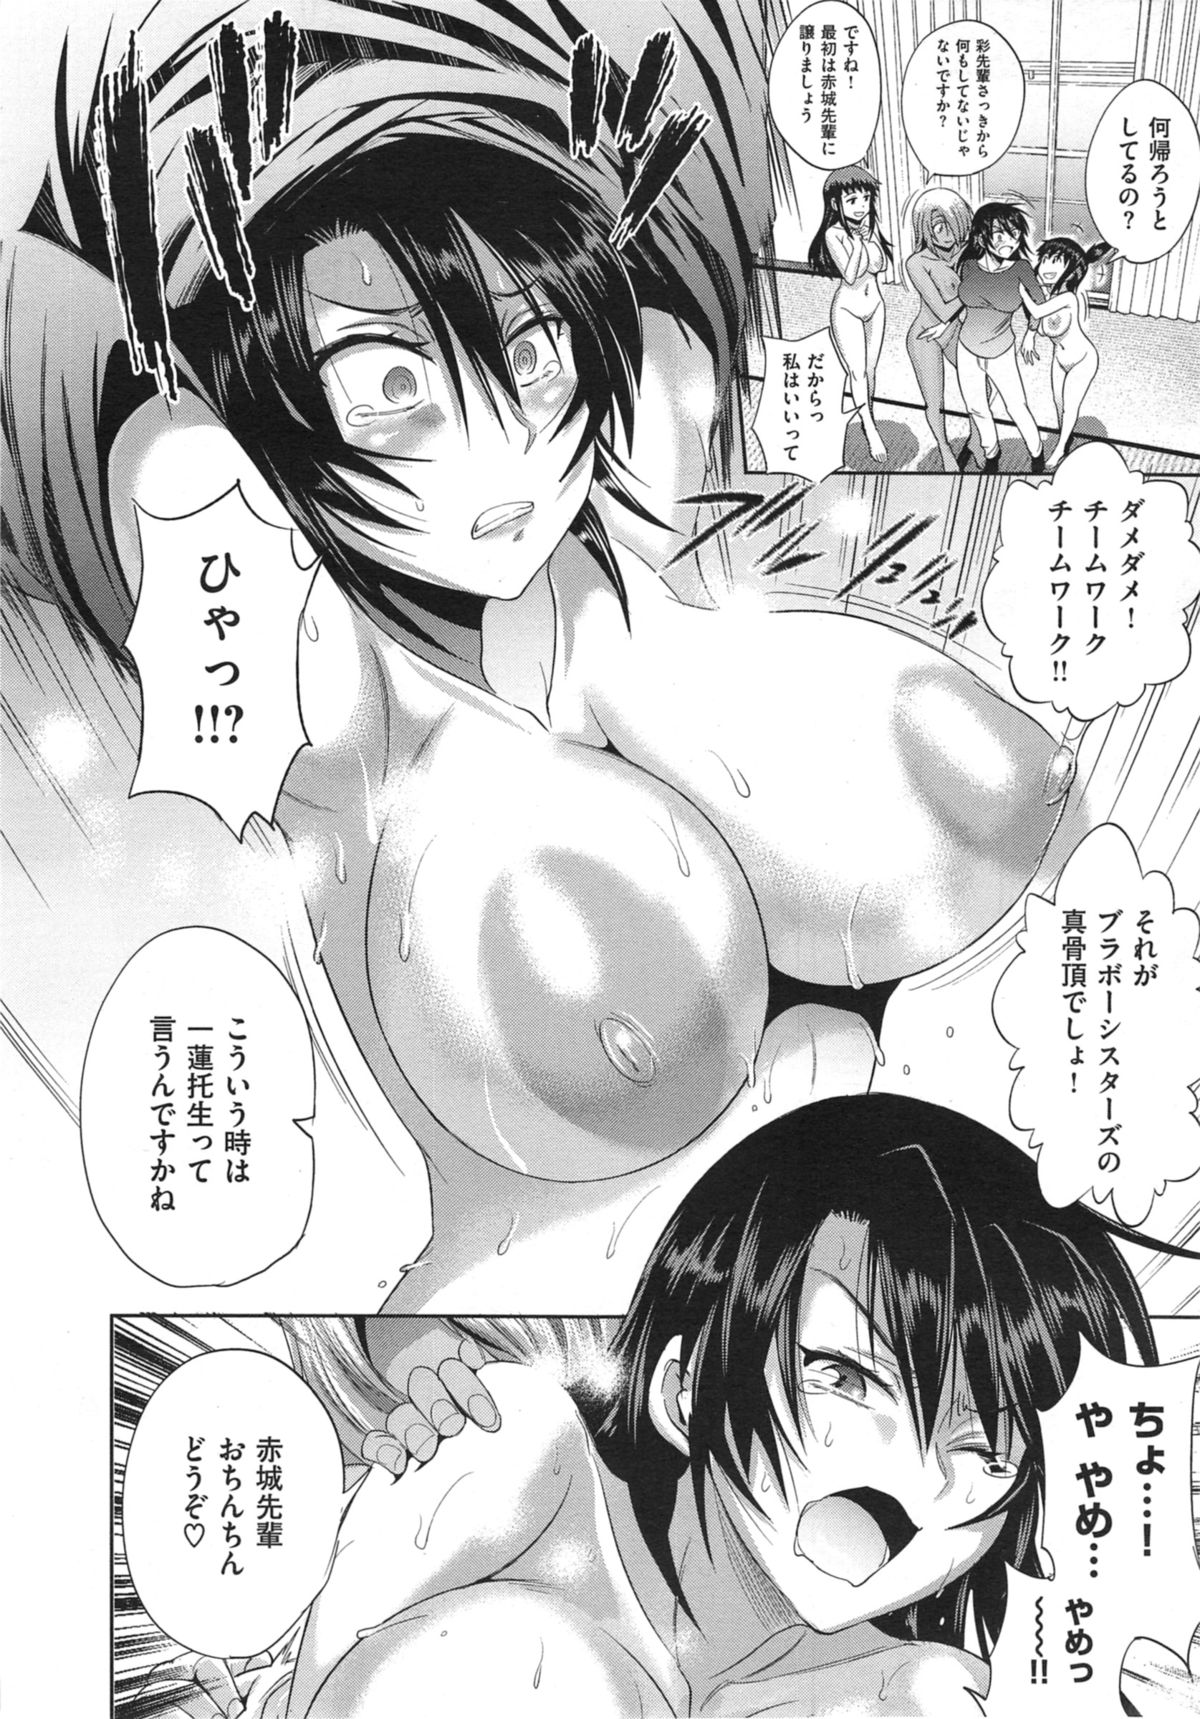 何帰ろうと
してるの？
彩先輩さっきから
何もしてないじゃ
ないですか？
ですね！
最初は赤城先輩に
譲りましょう
だからっ
私はいいって
ダメダメ！
チームワーク
チームワーク!!
それが
ブラボーシスターズの
真骨頂でしょ！
ひゃっ!!?
こういう時は
一蓮托生って
言うんですかね
ちょ…！
や やめ…
やめっ
〜〜!!
赤城先輩
おちんちん
どうぞ♡